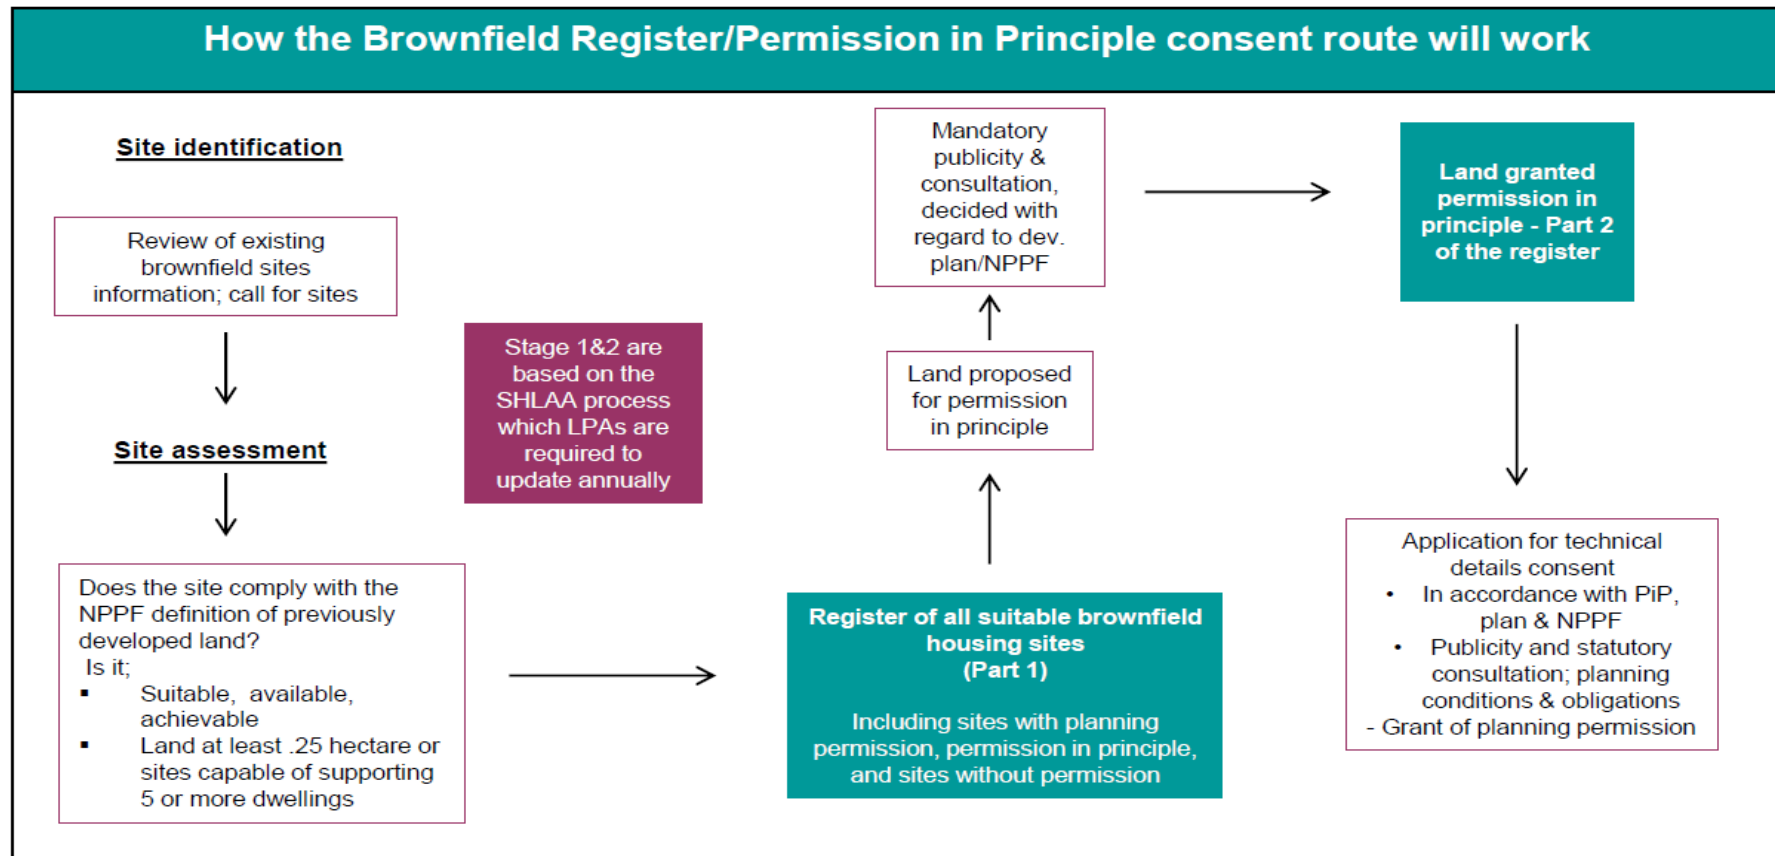 How the Brownfield Register/Permission in Principle consent route will work
Site identification
Review of existing
brownfield sites
information; call for sites
Site assessment
Does the site comply with the
NPPF definition of previously
developed land?
Is it;
▪ Suitable, available,
achievable
▪ Land at least .25 hectare or
sites capable of supporting
5 or more dwellings
Stage 1&2 are
based on the
SHLAA process
which LPAs are
required to
update annually
Register of all suitable brownfield
housing sites
(Part 1)
Including sites with planning
permission, permission in principle,
and sites without permission
Land proposed
for permission
in principle
Mandatory
publicity &
consultation,
decided with
regard to dev.
plan/NPPF
Land granted
permission in
principle - Part 2
of the register
Application for technical
details consent
• In accordance with PiP,
plan & NPPF
• Publicity and statutory
consultation; planning
conditions & obligations
- Grant of planning permission